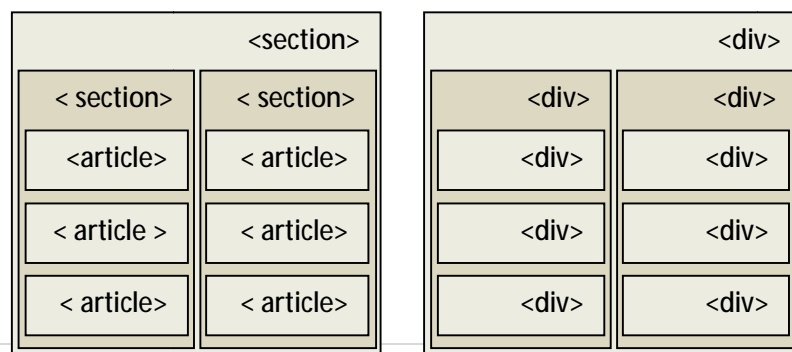 <section>
< section> < section>
<article> < article>
< article > < article>
< article> < article>
<div>
<div> <div>
<div> <div>
<div> <div>
<div> <div>